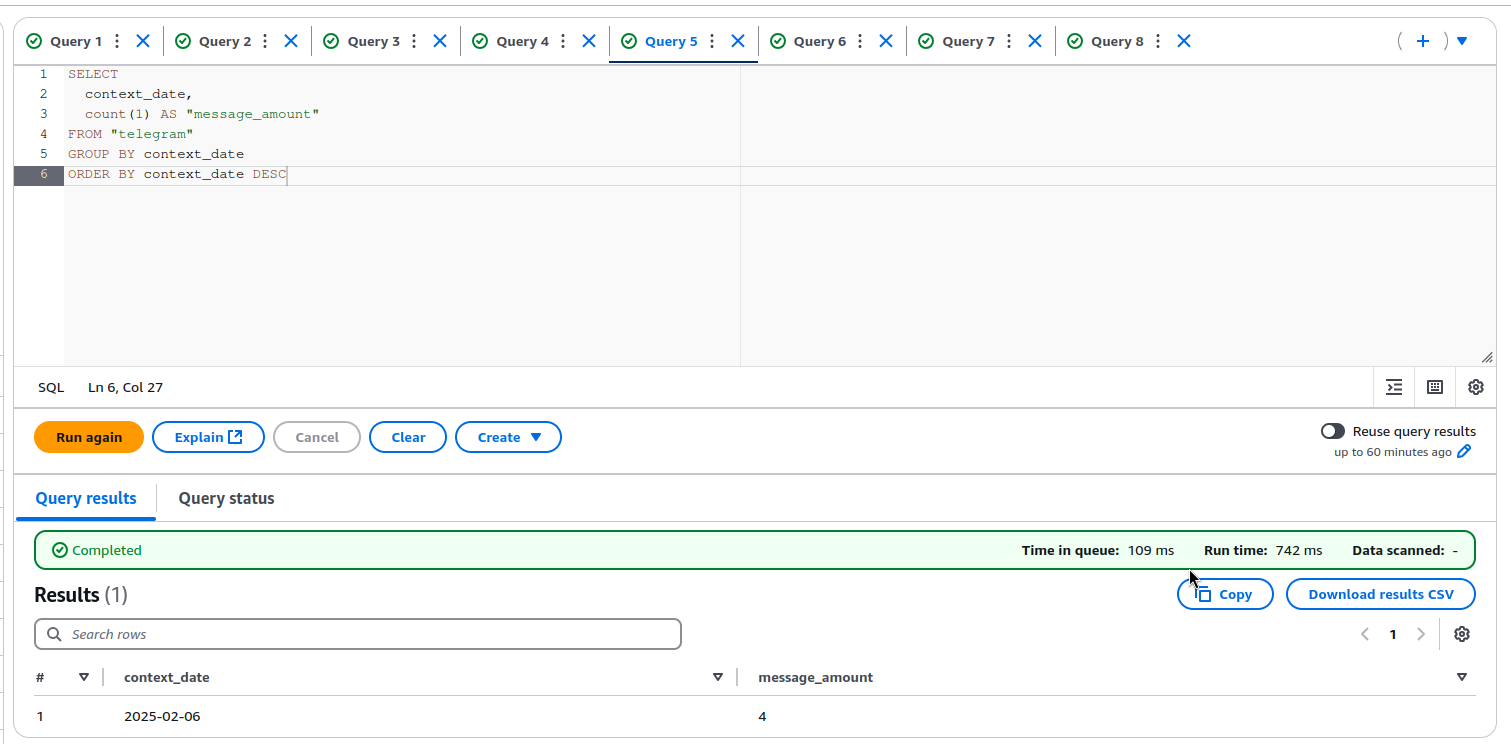 Query 1 Query 2 Query 3 Query 4 Query 5 Query 6 Query 7 Query 8
1 SELECT
2 context_date,
3 count(1) AS "message_amount"
4 FROM "telegram"
5 GROUP BY context_date
6 ORDER BY context_date DESC
SQL Ln 6, Col 27
Run again Explain Cancel Clear Create Reuse query results
up to 60 minutes ago
Query results Query status
Completed Time in queue: 109 ms Run time: 742 ms Data scanned: -
Results (1) Copy Download results CSV
Search rows 1
# context_date message_amount
1 2025-02-06 4